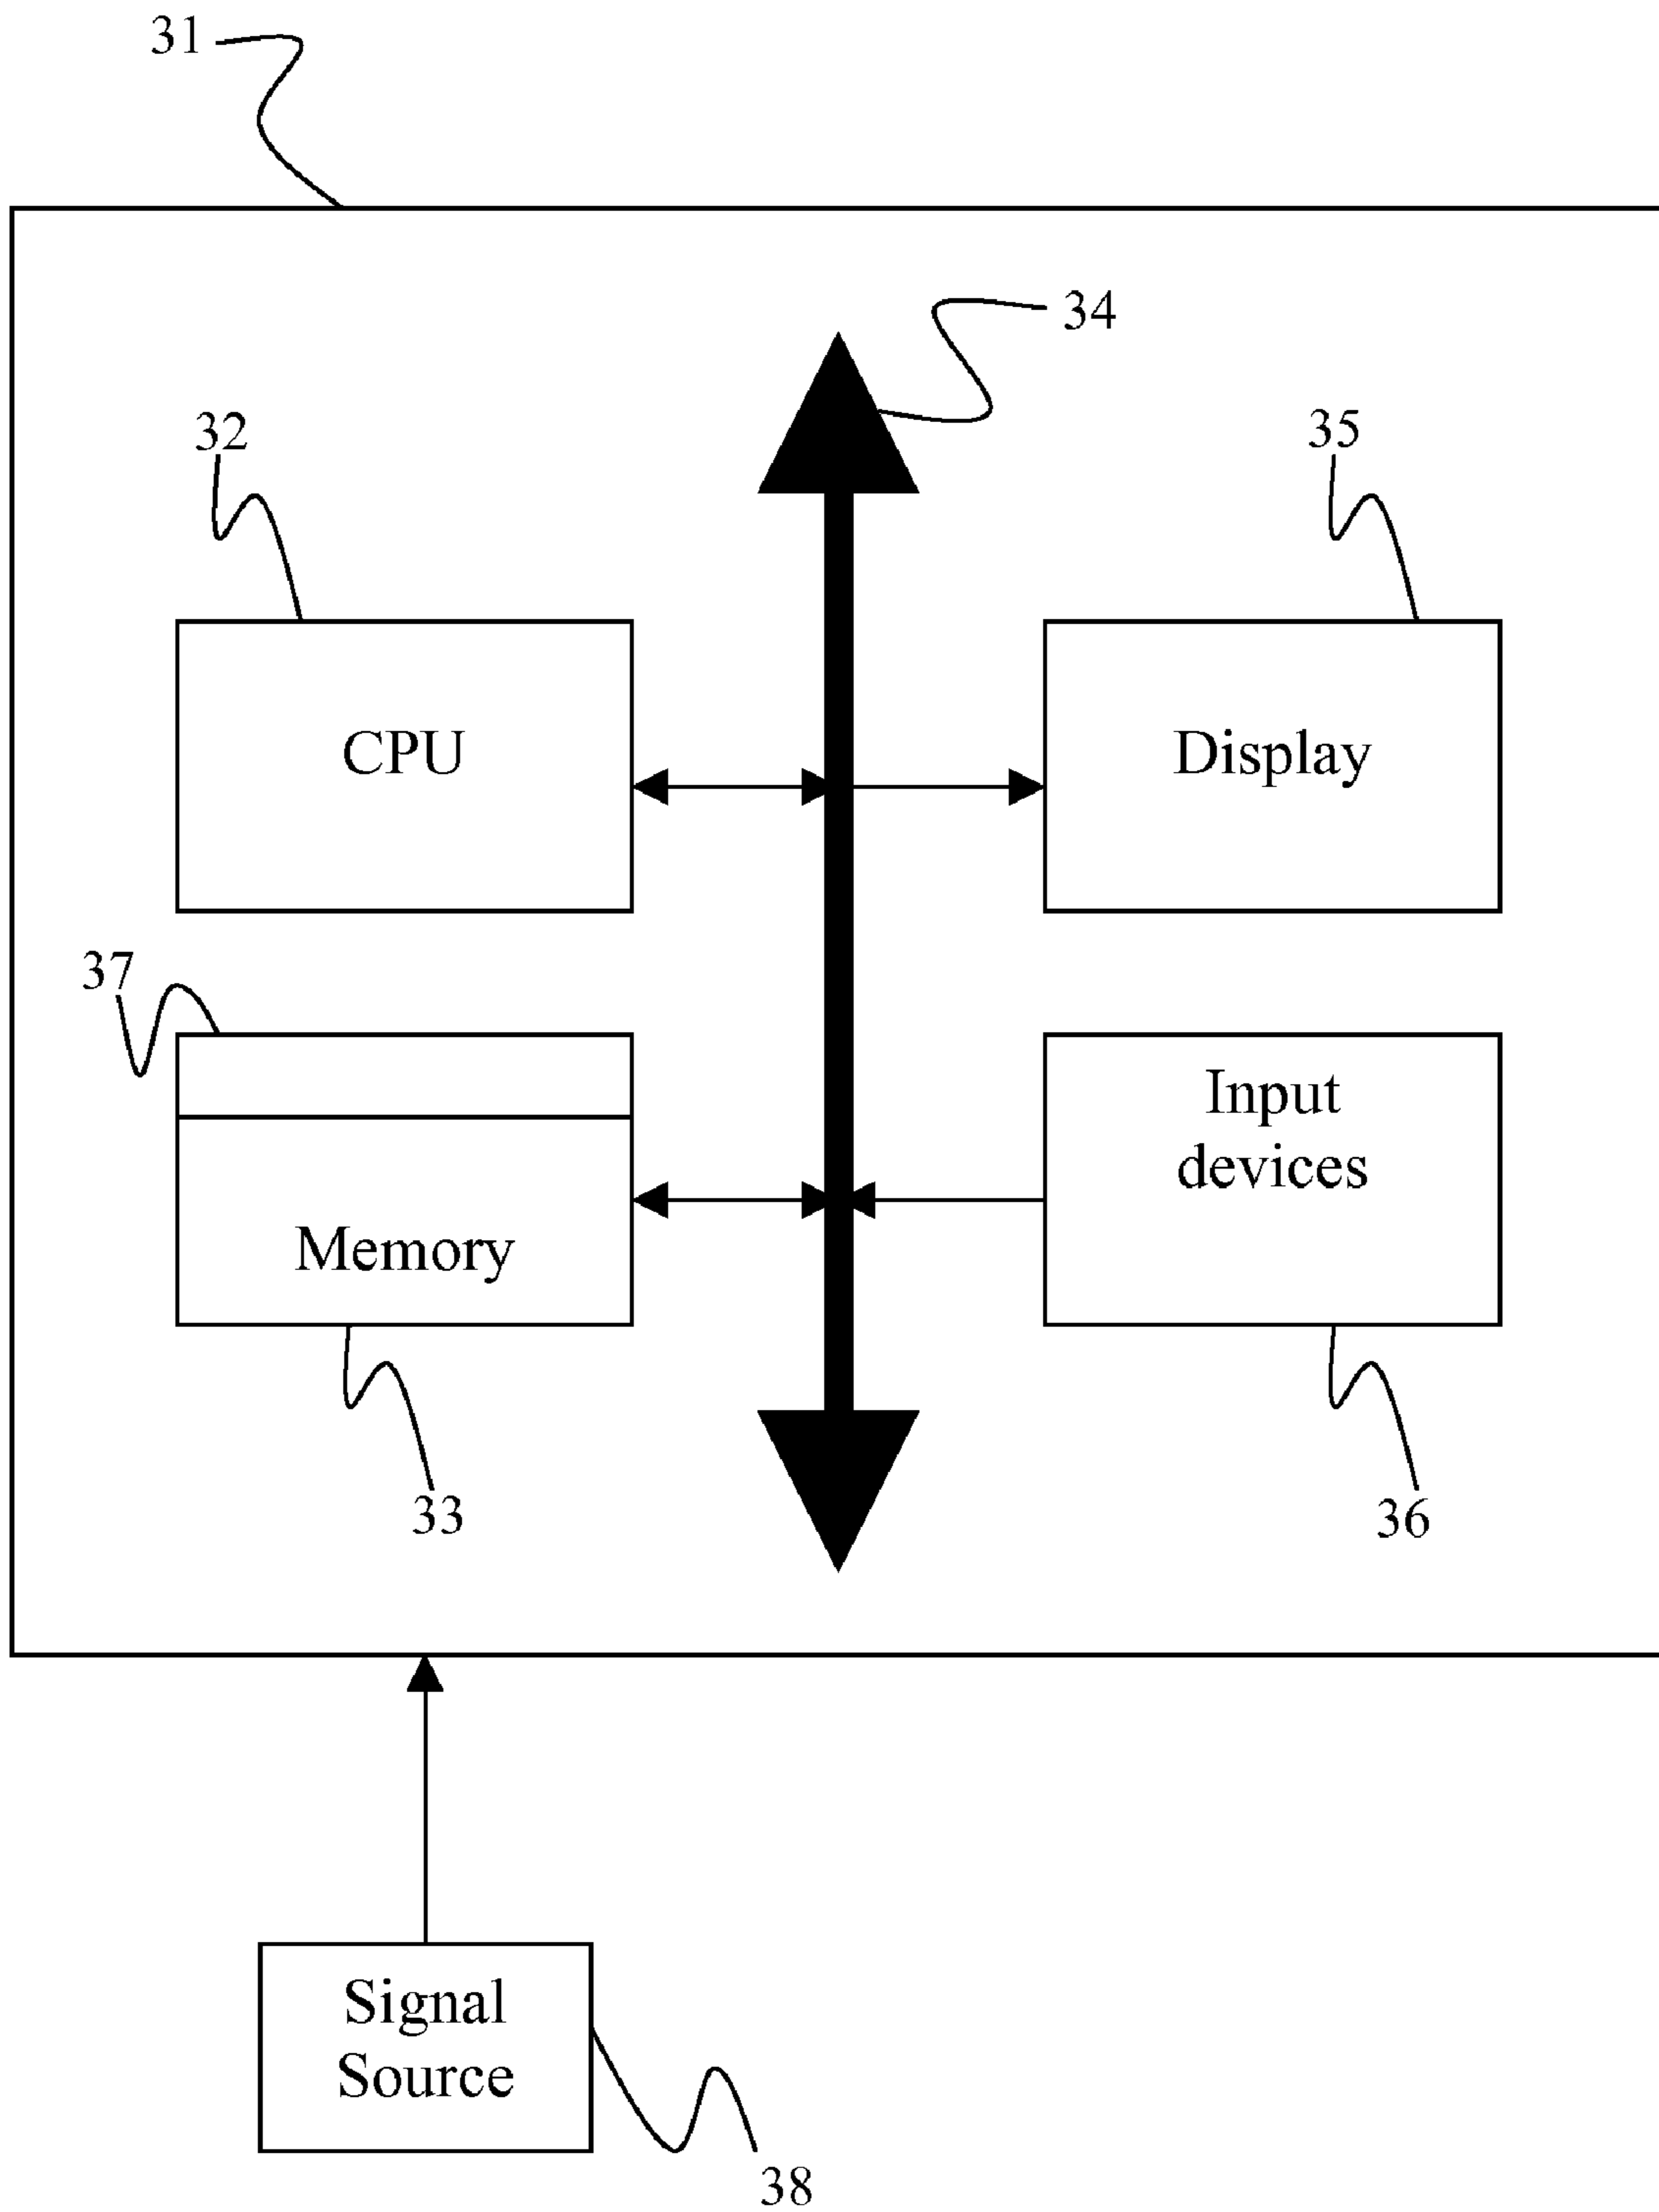 31
34
32
35
CPU
Display
37
Input
devices
Memory
33
36
Signal
Source
38